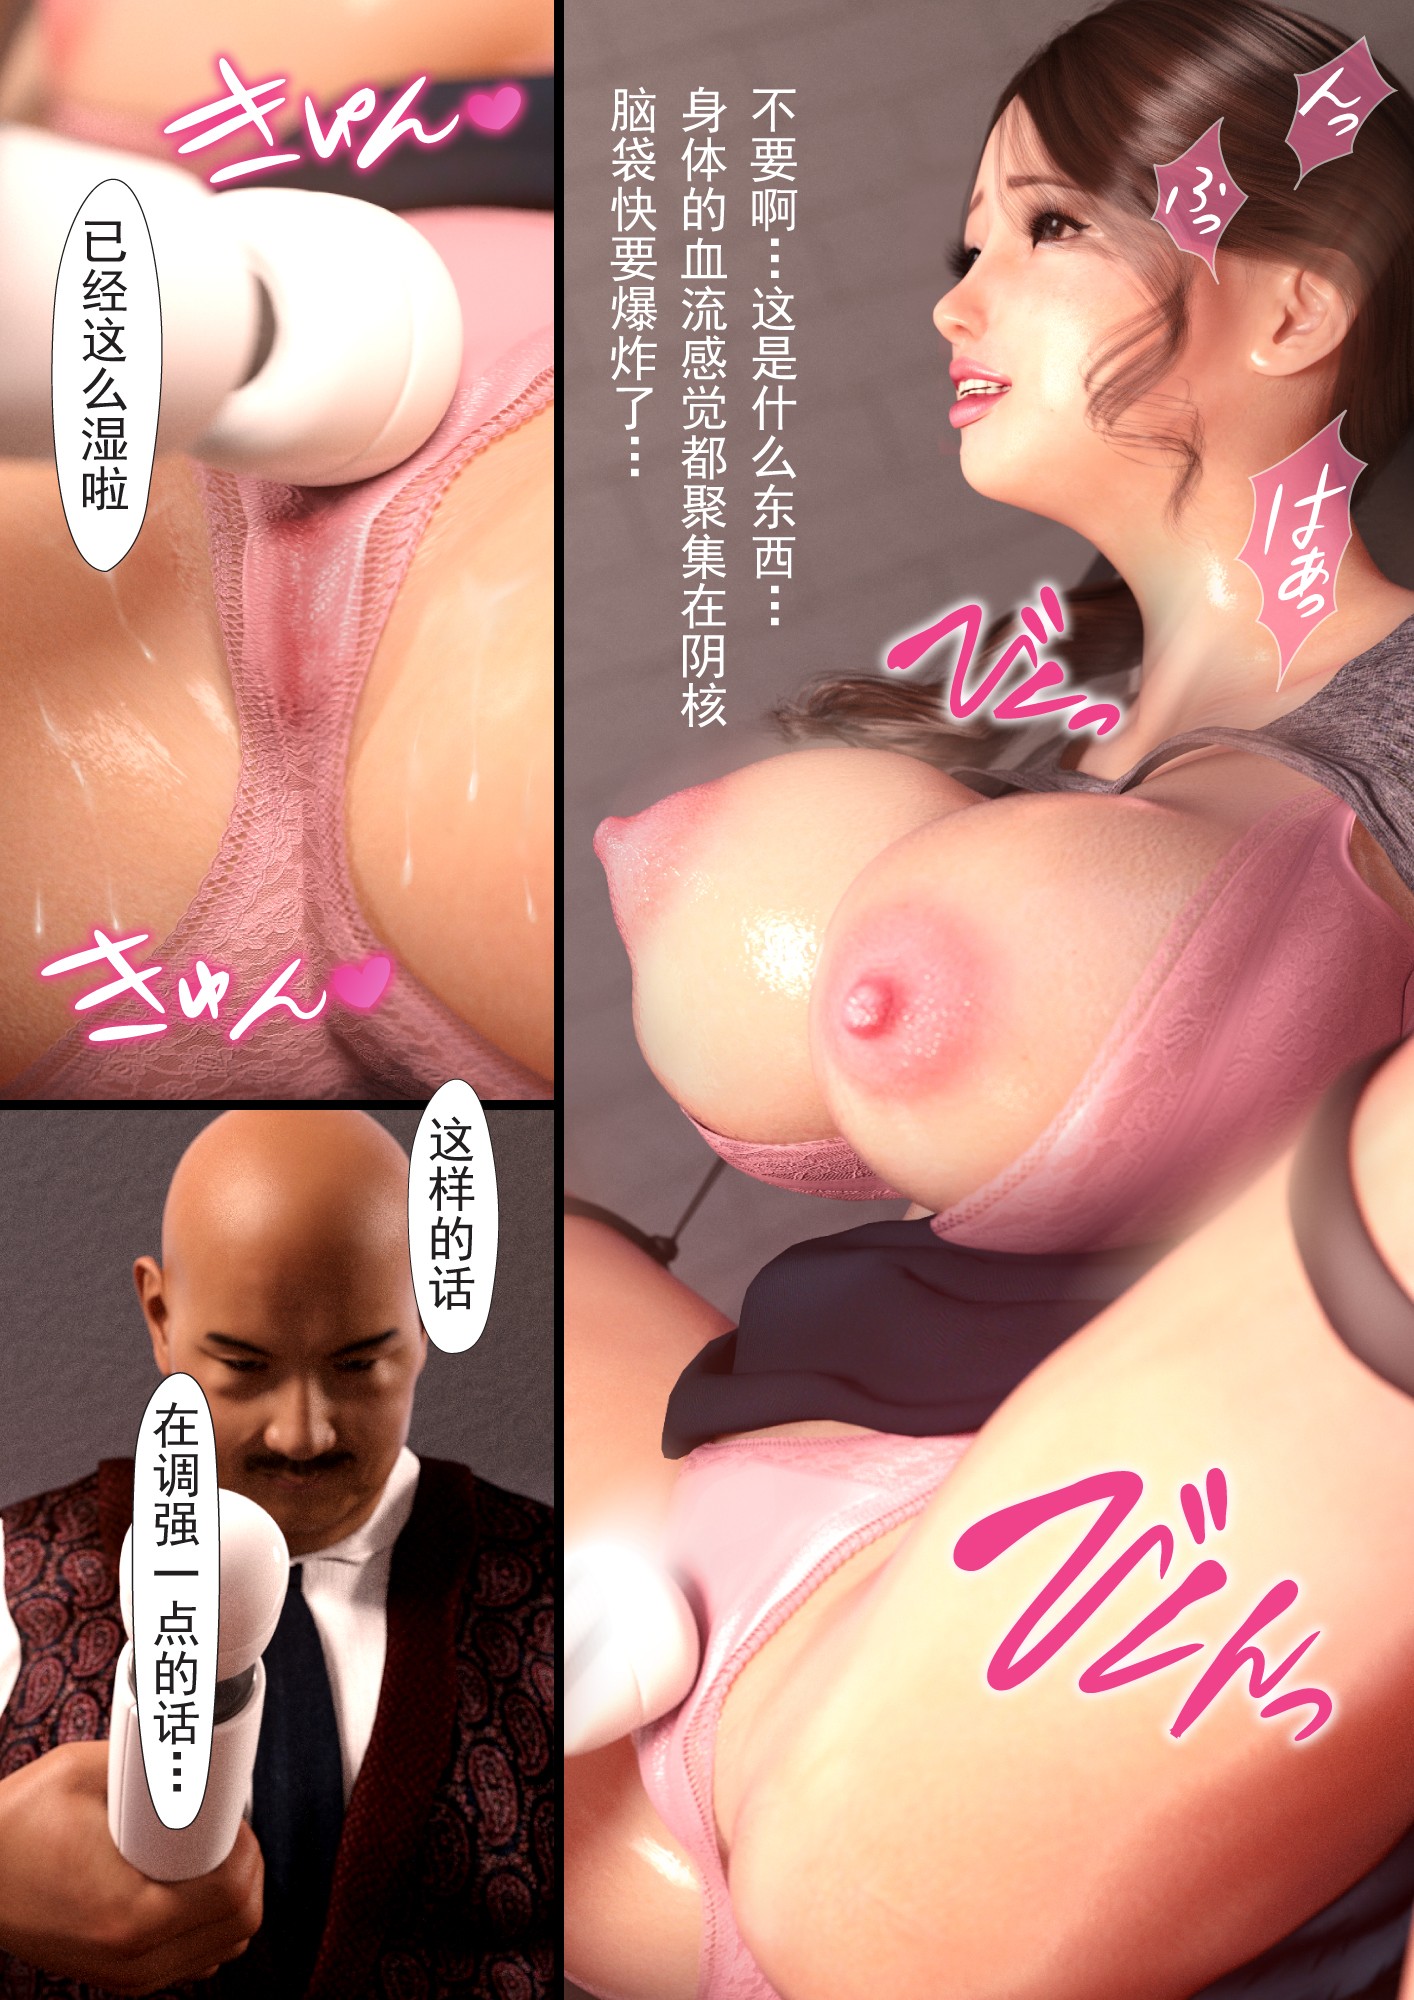 んっ
ふっ
はぁっ
不要啊…这是什么东西…
身体的血流感觉都聚集在阴核
脑袋快要爆炸了…
びくっ
びくんっ
きゅん
已经这么湿啦
きゅん
这样的话
在调强一点的话…